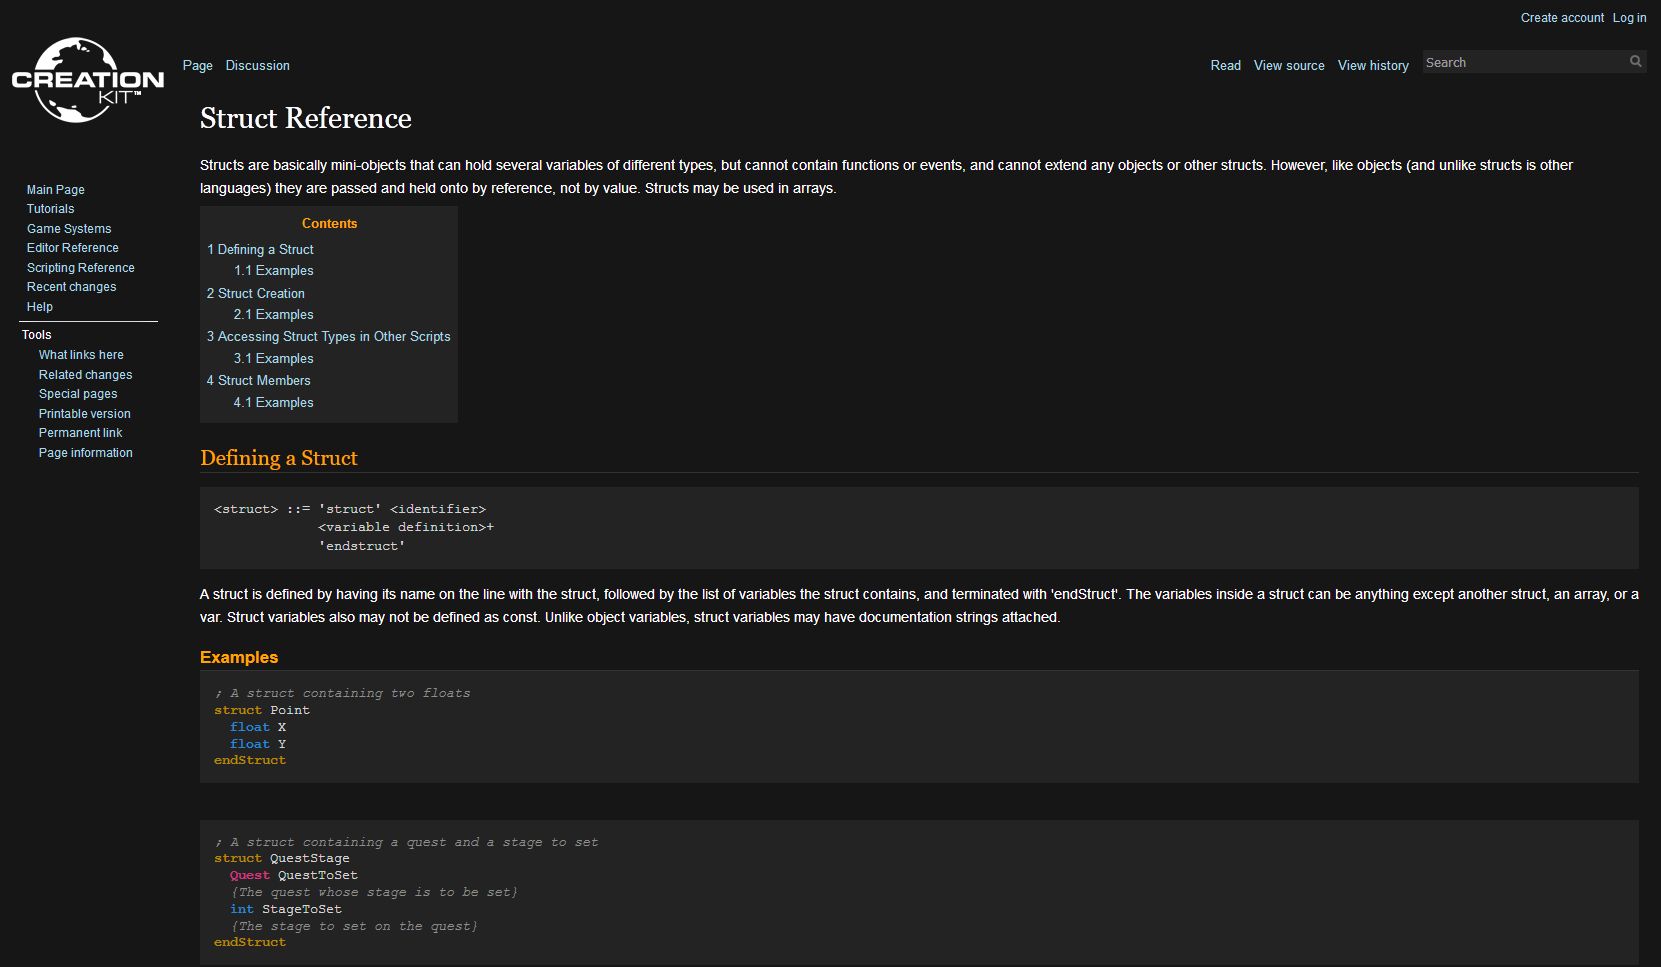 Create account Log in
CREATION
KIT™
Page Discussion
Read View source View history Search
Struct Reference
Structs are basically mini-objects that can hold several variables of different types, but cannot contain functions or events, and cannot extend any objects or other structs. However, like objects (and unlike structs is other
languages) they are passed and held onto by reference, not by value. Structs may be used in arrays.
Main Page
Tutorials
Game Systems
Editor Reference
Scripting Reference
Recent changes
Help
Tools
What links here
Related changes
Special pages
Printable version
Permanent link
Page information
Contents
1 Defining a Struct
1.1 Examples
2 Struct Creation
2.1 Examples
3 Accessing Struct Types in Other Scripts
3.1 Examples
4 Struct Members
4.1 Examples
Defining a Struct
<struct> ::= 'struct' <identifier>
<variable definition>+
'endstruct'
A struct is defined by having its name on the line with the struct, followed by the list of variables the struct contains, and terminated with 'endStruct'. The variables inside a struct can be anything except another struct, an array, or a
var. Struct variables also may not be defined as const. Unlike object variables, struct variables may have documentation strings attached.
Examples
; A struct containing two floats
struct Point
float X
float Y
endStruct
; A struct containing a quest and a stage to set
struct QuestStage
Quest QuestToSet
{The quest whose stage is to be set}
int StageToSet
{The stage to set on the quest}
endStruct